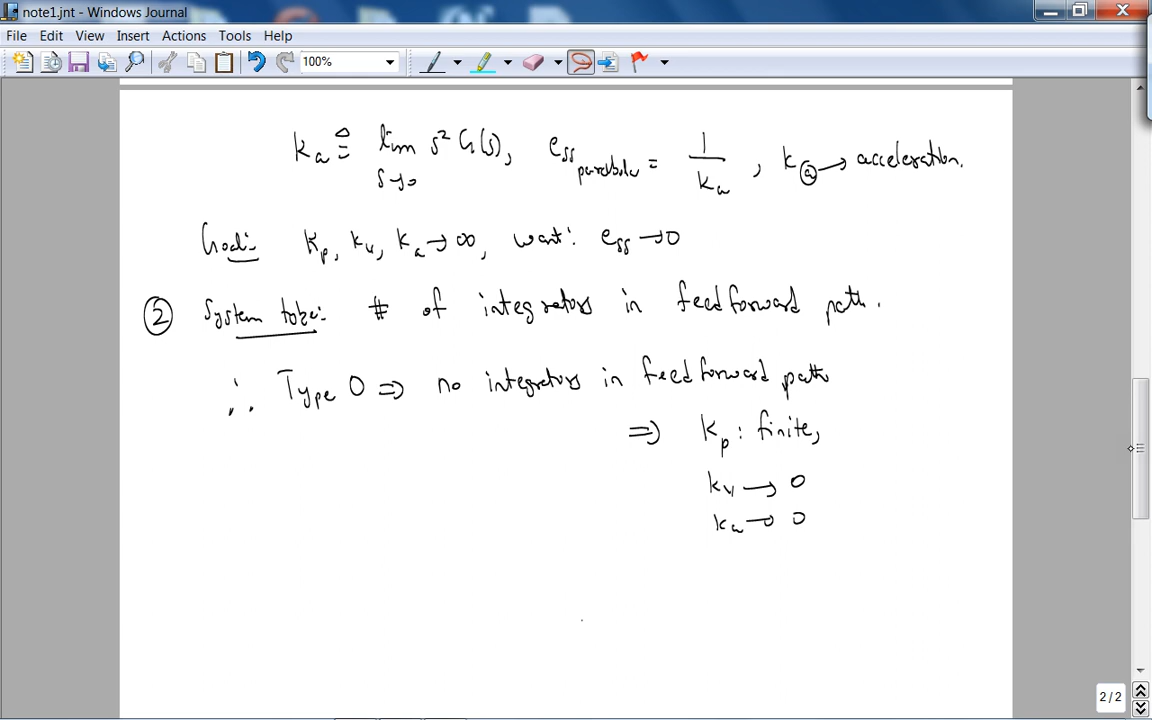 note1.jnt - Windows Journal
File Edit View Insert Actions Tools Help
100%
Ka ≜ lim s→0 s² G(s), ess parabola = 1/Ka, K a → acceleration.
Goal:- Kp, Kv, Ka → ∞, want: ess → 0
② System type:- # of integrators in feedforward path.
∴ Type 0 ⇒ no integrators in feedforward path
⇒ Kp: finite,
Kv → 0
Ka → 0
2 / 2